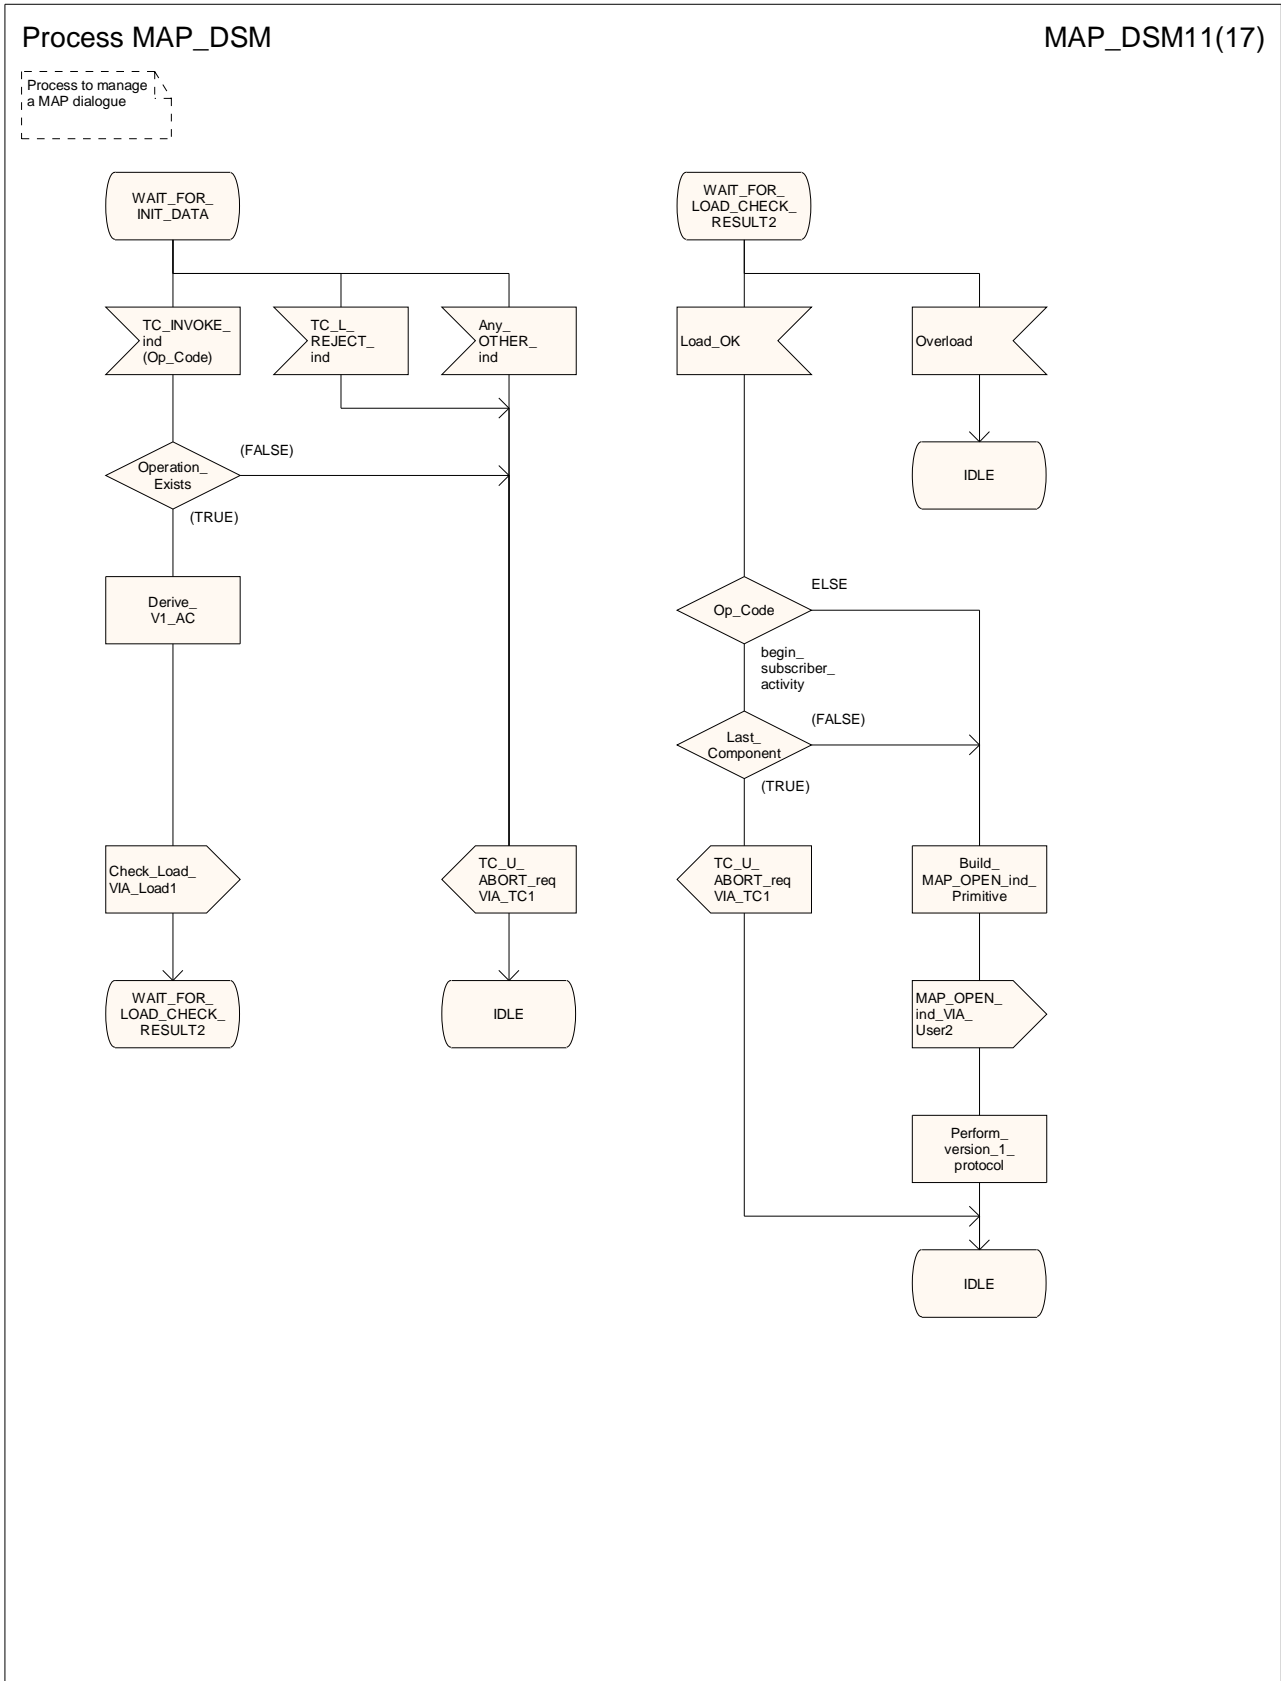 Process MAP_DSM
MAP_DSM11(17)
Process to manage
a MAP dialogue
WAIT_FOR_
INIT_DATA
TC_INVOKE_
ind
(Op_Code)
TC_L_
REJECT_
ind
Any_
OTHER_
ind
Operation_
Exists
(FALSE)
(TRUE)
Derive_
V1_AC
Check_Load_
VIA_Load1
TC_U_
ABORT_req
VIA_TC1
WAIT_FOR_
LOAD_CHECK_
RESULT2
IDLE
WAIT_FOR_
LOAD_CHECK_
RESULT2
Load_OK
Overload
IDLE
Op_Code
ELSE
begin_
subscriber_
activity
Last_
Component
(FALSE)
(TRUE)
TC_U_
ABORT_req
VIA_TC1
Build_
MAP_OPEN_ind_
Primitive
MAP_OPEN_
ind_VIA_
User2
Perform_
version_1_
protocol
IDLE